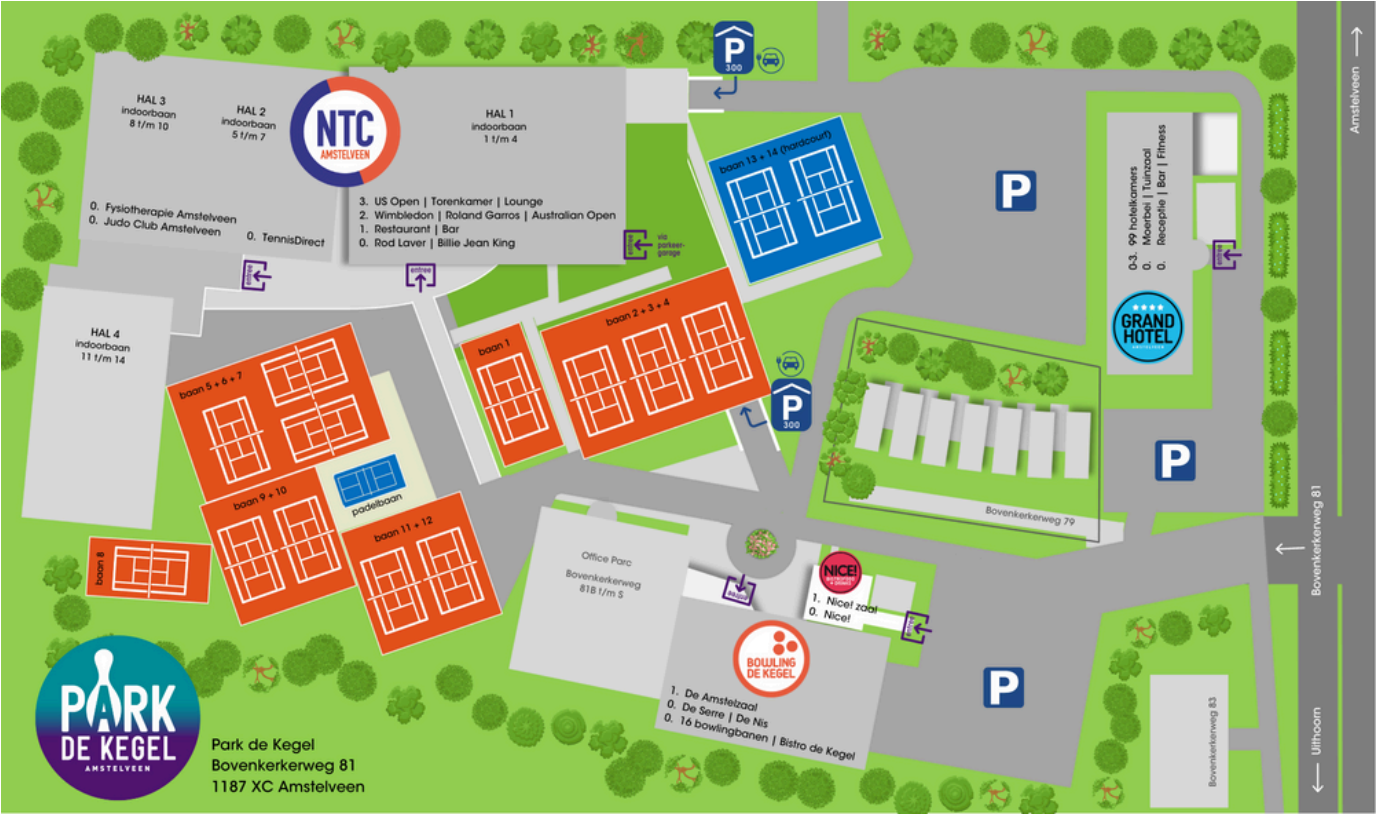 P
300
Amstelveen
HAL 3
indoorbaan
8 t/m 10
HAL 2
indoorbaan
5 t/m 7
NTC
AMSTELVEEN
HAL 1
indoorbaan
1 t/m 4
3. US Open | Torenkamer | Lounge
2. Wimbledon | Roland Garros | Australian Open
1. Restaurant | Bar
0. Rod Laver | Billie Jean King
0. Fysiotherapie Amstelveen
0. Judo Club Amstelveen
0. TennisDirect
entree
entree
entree
via
parkeer-
garage
baan 13 + 14 (hardcourt)
P
0-3. 99 hotelkamers
0. Moerbei | Tuinzaal
0. Receptie | Bar | Fitness
entree
GRAND
HOTEL
AMSTELVEEN
HAL 4
indoorbaan
11 t/m 14
baan 5 + 6 + 7
baan 1
baan 2 + 3 + 4
P
300
P
baan 9 + 10
padelbaan
baan 11 + 12
baan 8
Bovenkerkerweg 79
Bovenkerkerweg 81
Office Parc
Bovenkerkerweg
81B t/m S
entree
NICE!
1. Nice! zaal
0. Nice!
entree
BOWLING
DE KEGEL
1. De Amstelzaal
0. De Serre | De Nis
0. 16 bowlingbanen | Bistro de Kegel
P
Bovenkerkerweg 83
Uithoorn
PARK
DE KEGEL
AMSTELVEEN
Park de Kegel
Bovenkerkerweg 81
1187 XC Amstelveen